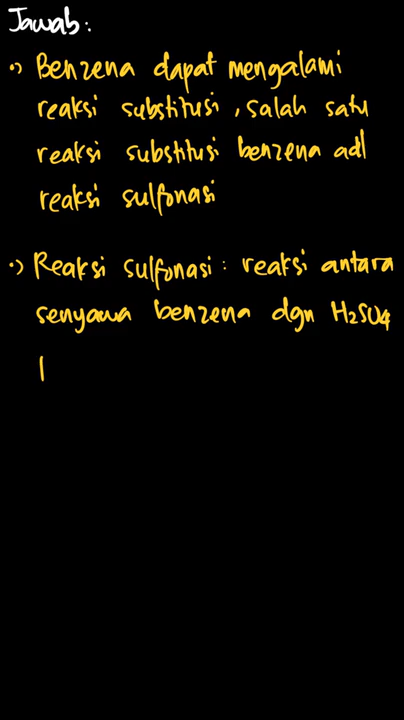 Jawab :
•) Benzena dapat mengalami
reaksi substitusi , salah satu
reaksi substitusi benzena adl
reaksi sulfonasi
•) Reaksi sulfonasi : reaksi antara
senyawa benzena dgn H₂SO₄